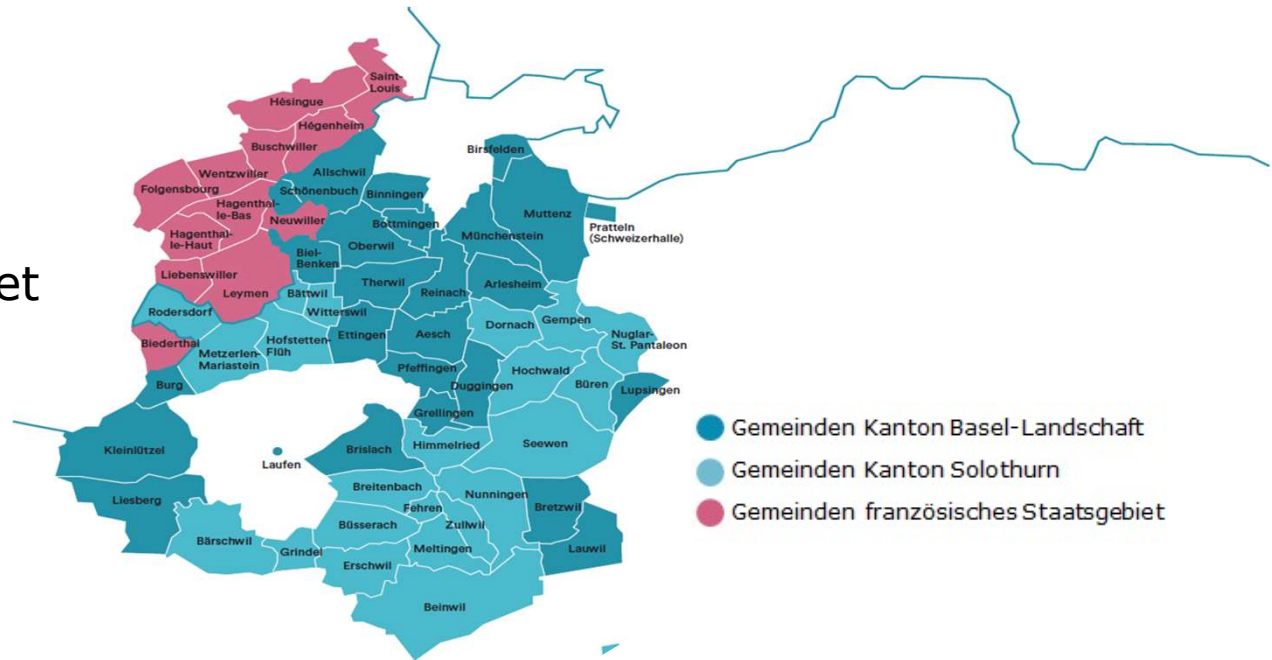 et
Saint-
Louis
Hésingue
Hégenheim
Buschwiller
Wentzwiller
Folgensbourg
Hagenthal-
le-Bas
Hagenthal-
le-Haut
Neuwiller
Liebenswiller
Leymen
Allschwil
Schönenbuch
Binningen
Birsfelden
Muttenz
Pratteln
(Schweizerhalle)
Bottmingen
Münchenstein
Oberwil
Biel-
Benken
Therwil
Reinach
Arlesheim
Bättwil
Witterswil
Rodersdorf
Biederthal
Metzerlen-
Mariastein
Hofstetten-
Flüh
Ettingen
Aesch
Dornach
Gempen
Nuglar-
St. Pantaleon
Burg
Pfeffingen
Duggingen
Hochwald
Büren
Lupsingen
Grellingen
Himmelried
Seewen
Kleinlützel
Laufen
Brislach
Liesberg
Breitenbach
Nunningen
Bretzwil
Fehren
Büsserach
Zullwil
Bärschwil
Grindel
Meltingen
Lauwil
Erschwil
Beinwil
Gemeinden Kanton Basel-Landschaft
Gemeinden Kanton Solothurn
Gemeinden französisches Staatsgebiet